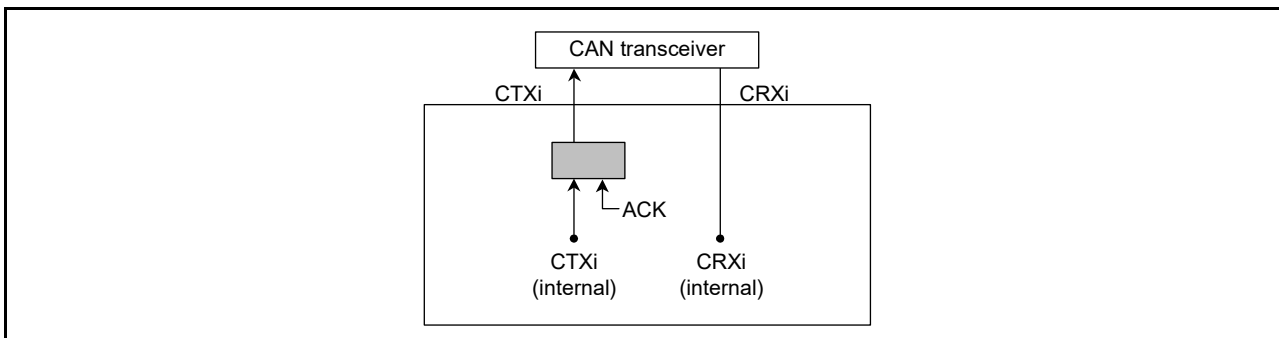 CAN transceiver
CTXi
CRXi
ACK
CTXi
(internal)
CRXi
(internal)